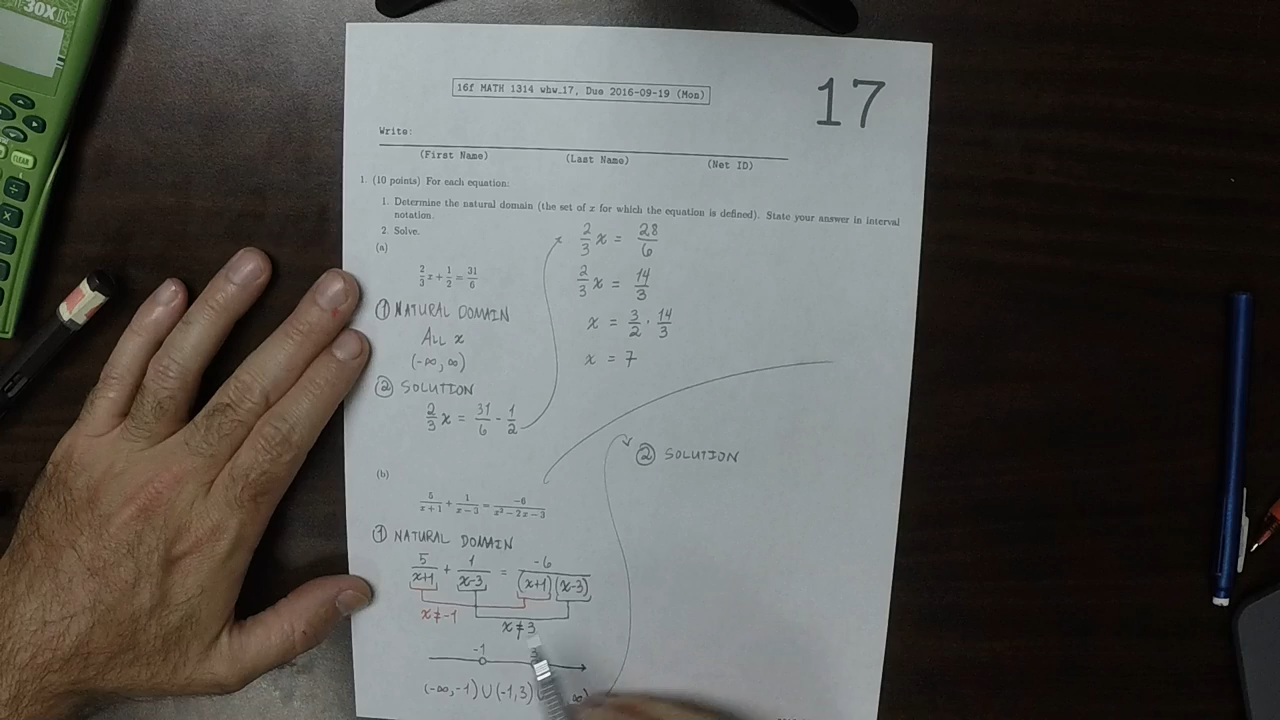 30X IIS
CLEAR
17
16f MATH 1314 whw_17, Due 2016-09-19 (Mon)
Write:
(First Name) (Last Name) (Net ID)
1. (10 points) For each equation:
1. Determine the natural domain (the set of x for which the equation is defined). State your answer in interval
notation.
2. Solve.
(a)
2/3 x + 1/2 = 31/6
① NATURAL DOMAIN
ALL x
(-∞, ∞)
② SOLUTION
2/3 x = 31/6 - 1/2
2/3 x = 28/6
2/3 x = 14/3
x = 3/2 · 14/3
x = 7
(b)
5/(x+1) + 1/(x-3) = -6/(x²-2x-3)
① NATURAL DOMAIN
5/(x+1) + 1/(x-3) = -6/((x+1)(x-3))
x ≠ -1
x ≠ 3
-1 3
(-∞, -1) ∪ (-1, 3) ∞)
② SOLUTION